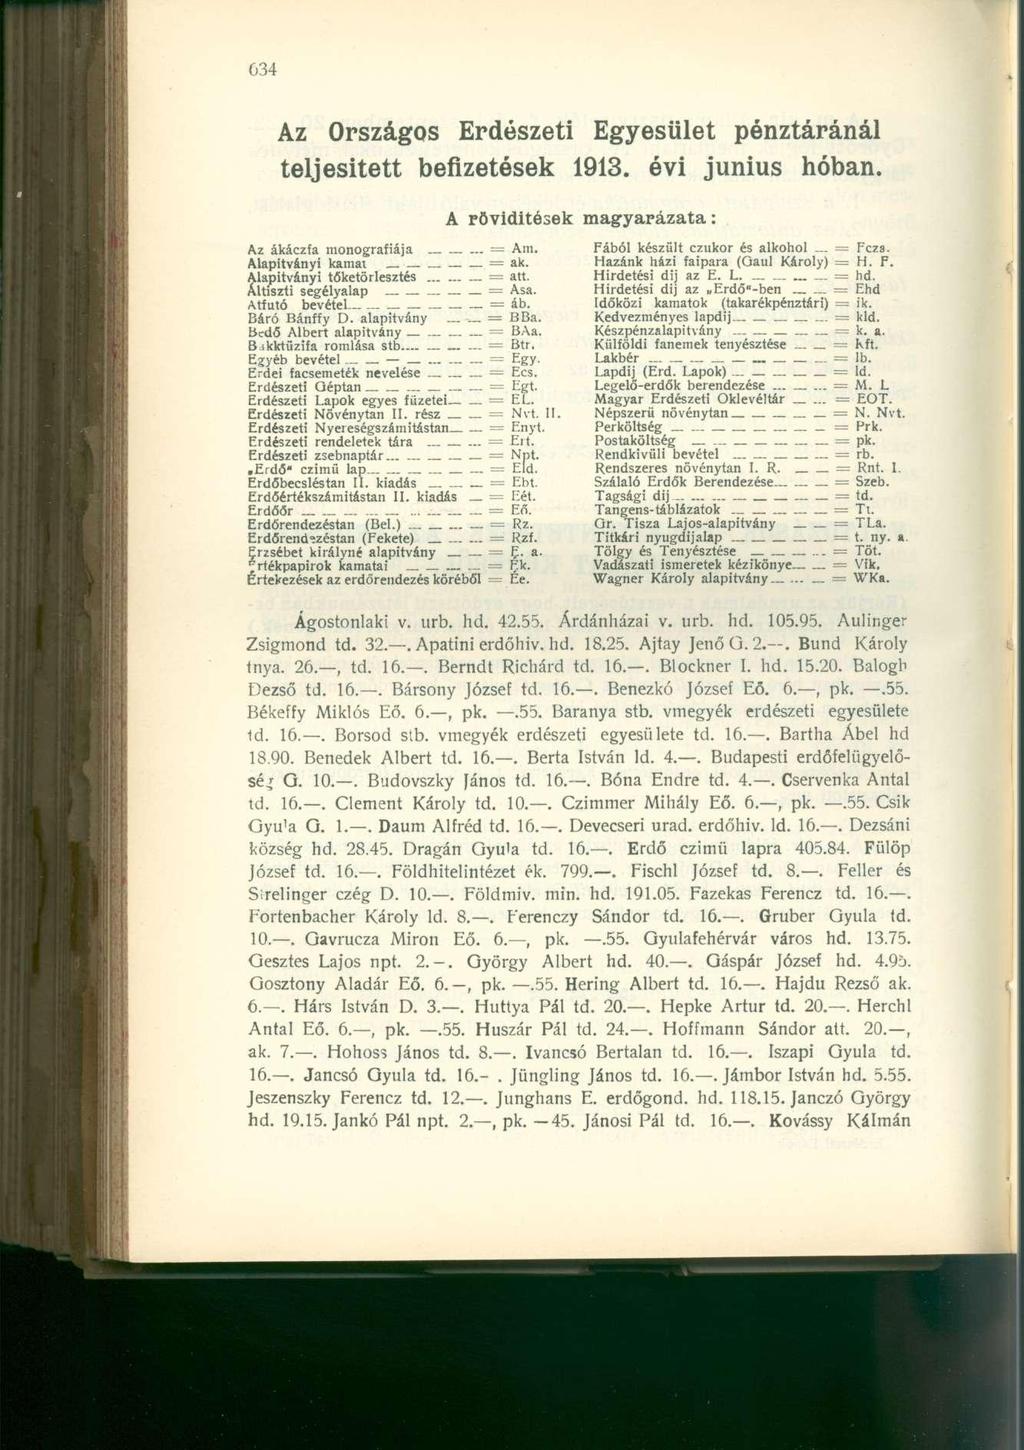 634
Az Országos Erdészeti Egyesület pénztáránál
teljesitett befizetések 1913. évi junius hóban.
A röviditések magyarázata:
Az ákáczfa monografiája = Am.
Alapitványi kamat = ak.
Alapitványi tőketörlesztés = att.
Altiszti segélyalap = Asa.
Átfutó bevétel = áb.
Báró Bánffy D. alapitvány = BBa.
Bedő Albert alapitvány = BAa.
Bükktüzifa romlása stb. = Btr.
Egyéb bevétel = Egy.
Erdei facsemeték nevelése = Ecs.
Erdészeti Géptan = Egt.
Erdészeti Lapok egyes füzetei = EL.
Erdészeti Növénytan II. rész = Nvt. II.
Erdészeti Nyereségszámitástan = Enyt.
Erdészeti rendeletek tára = Ert.
Erdészeti zsebnaptár = Npt.
„Erdő" czimü lap = Eld.
Erdőbecsléstan II. kiadás = Ebt.
Erdőértékszámitástan II. kiadás = Eét.
Erdőőr = Eő.
Erdőrendezéstan (Bel.) = Rz.
Erdőrendezéstan (Fekete) = Rzf.
Erzsébet királyné alapitvány = E. a.
Értékpapirok kamatai = Ék.
Értekezések az erdőrendezés köréből = Ée.
Fából készült czukor és alkohol = Fcza.
Hazánk házi faipara (Gaul Károly) = H. F.
Hirdetési dij az E. L. = hd.
Hirdetési dij az „Erdő"-ben = Ehd
Időközi kamatok (takarékpénztári) = ik.
Kedvezményes lapdij = kld.
Készpénzalapitvány = k. a.
Külföldi fanemek tenyésztése = Kft.
Lakbér = lb.
Lapdij (Erd. Lapok) = ld.
Legelő-erdők berendezése = M. L
Magyar Erdészeti Oklevéltár = EOT.
Népszerü növénytan = N. Nvt.
Perköltség = Prk.
Postaköltség = pk.
Rendkivüli bevétel = rb.
Rendszeres növénytan I. R. = Rnt. I.
Szálaló Erdők Berendezése = Szeb.
Tagsági dij = td.
Tangens-táblázatok = Tt.
Gr. Tisza Lajos-alapitvány = TLa.
Titkári nyugdijalap = t. ny. a.
Tölgy és Tenyésztése = Töt.
Vadászati ismeretek kézikönye = Vik.
Wagner Károly alapitvány = WKa.
Ágostonlaki v. urb. hd. 42.55. Árdánházai v. urb. hd. 105.95. Aulinger
Zsigmond td. 32.—. Apatini erdőhiv. hd. 18.25. Ajtay Jenő G. 2.—. Bund Károly
tnya. 26.—, td. 16.—. Berndt Richárd td. 16.—. Blockner I. hd. 15.20. Balogh
Dezső td. 16.—. Bársony József td. 16.—. Benezkó József Eő. 6.—, pk. —.55.
Békeffy Miklós Eő. 6.—, pk. —.55. Baranya stb. vmegyék erdészeti egyesülete
td. 16.—. Borsod stb. vmegyék erdészeti egyesülete td. 16.—. Bartha Ábel hd
18.90. Benedek Albert td. 16.—. Berta István ld. 4.—. Budapesti erdőfelügyelő-
ség G. 10.—. Budovszky János td. 16.—. Bóna Endre td. 4.—. Cservenka Antal
td. 16.—. Clement Károly td. 10.—. Czimmer Mihály Eő. 6.—, pk. —.55. Csik
Gyula G. 1.—. Daum Alfréd td. 16.—. Devecseri urad. erdőhiv. ld. 16.—. Dezsáni
község hd. 28.45. Dragán Gyula td. 16.—. Erdő czimü lapra 405.84. Fülöp
József td. 16.—. Földhitelintézet ék. 799.—. Fischl József td. 8.—. Feller és
Strelinger czég D. 10.—. Földmiv. min. hd. 191.05. Fazekas Ferencz td. 16.—.
Fortenbacher Károly ld. 8.—. Ferenczy Sándor td. 16.—. Gruber Gyula td.
10.—. Gavrucza Miron Eő. 6.—, pk. —.55. Gyulafehérvár város hd. 13.75.
Gesztes Lajos npt. 2.—. György Albert hd. 40.—. Gáspár József hd. 4.95.
Gosztony Aladár Eő. 6.—, pk. —.55. Hering Albert td. 16.—. Hajdu Rezső ak.
6.—. Hárs István D. 3.—. Huttya Pál td. 20.—. Hepke Artur td. 20.—. Herchl
Antal Eő. 6.—, pk. —.55. Huszár Pál td. 24.—. Hoffmann Sándor att. 20.—,
ak. 7.—. Hohoss János td. 8.—. Ivancsó Bertalan td. 16.—. Iszapi Gyula td.
16.—. Jancsó Gyula td. 16.—. Jüngling János td. 16.—. Jámbor István hd. 5.55.
Jeszenszky Ferencz td. 12.—. Junghans E. erdőgond. hd. 118.15. Janczó György
hd. 19.15. Jankó Pál npt. 2.—, pk. —45. Jánosi Pál td. 16.—. Kovássy Kálmán